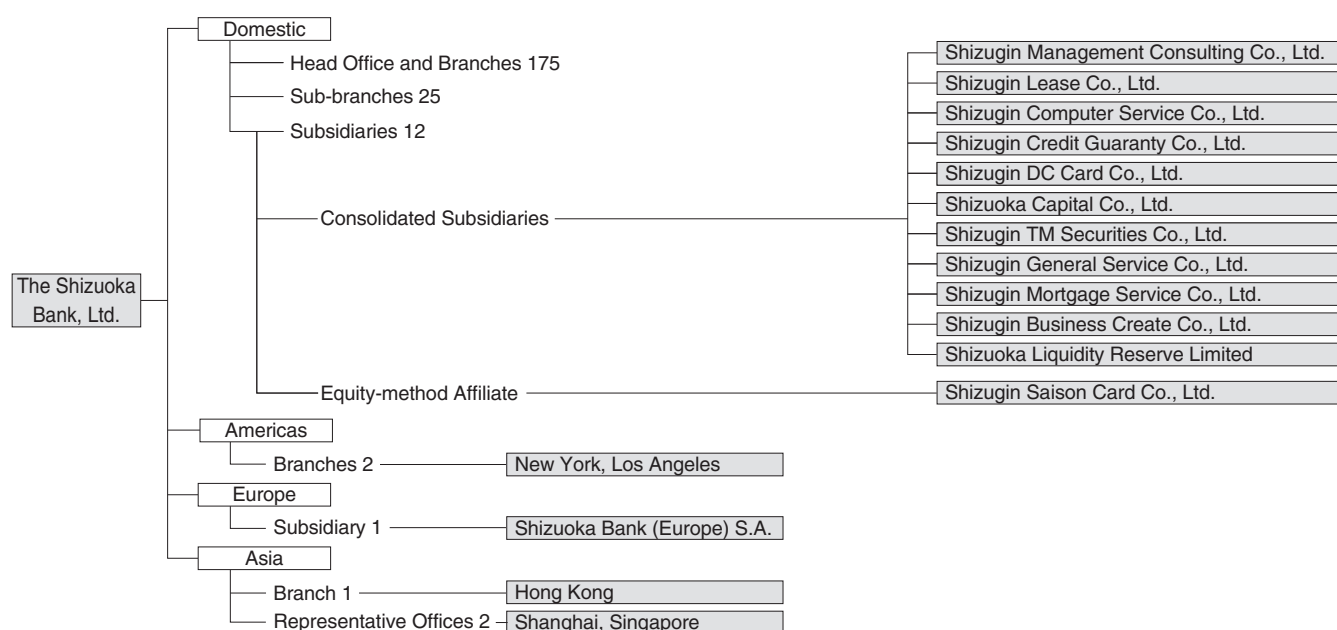 The Shizuoka
Bank, Ltd.
Domestic
Head Office and Branches 175
Sub-branches 25
Subsidiaries 12
Consolidated Subsidiaries
Shizugin Management Consulting Co., Ltd.
Shizugin Lease Co., Ltd.
Shizugin Computer Service Co., Ltd.
Shizugin Credit Guaranty Co., Ltd.
Shizugin DC Card Co., Ltd.
Shizuoka Capital Co., Ltd.
Shizugin TM Securities Co., Ltd.
Shizugin General Service Co., Ltd.
Shizugin Mortgage Service Co., Ltd.
Shizugin Business Create Co., Ltd.
Shizuoka Liquidity Reserve Limited
Equity-method Affiliate
Shizugin Saison Card Co., Ltd.
Americas
Branches 2
New York, Los Angeles
Europe
Subsidiary 1
Shizuoka Bank (Europe) S.A.
Asia
Branch 1
Hong Kong
Representative Offices 2
Shanghai, Singapore